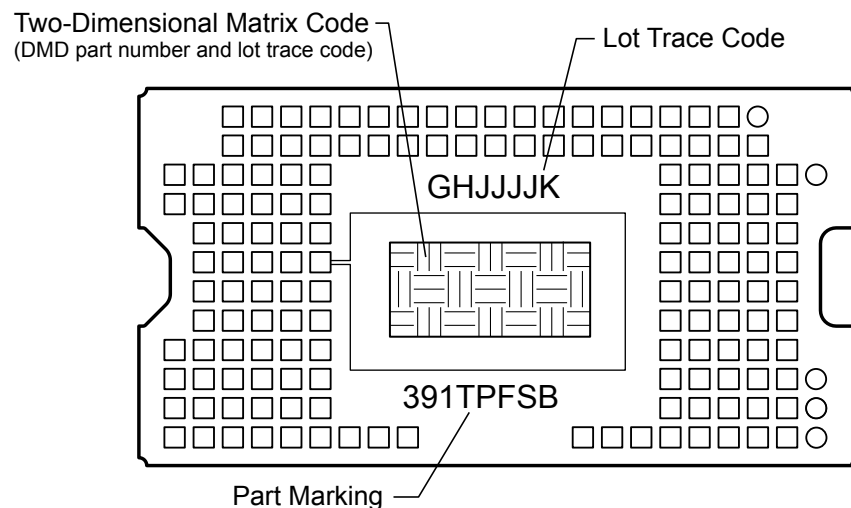 Two-Dimensional Matrix Code
(DMD part number and lot trace code)
Lot Trace Code
GHJJJJK
391TPFSB
Part Marking